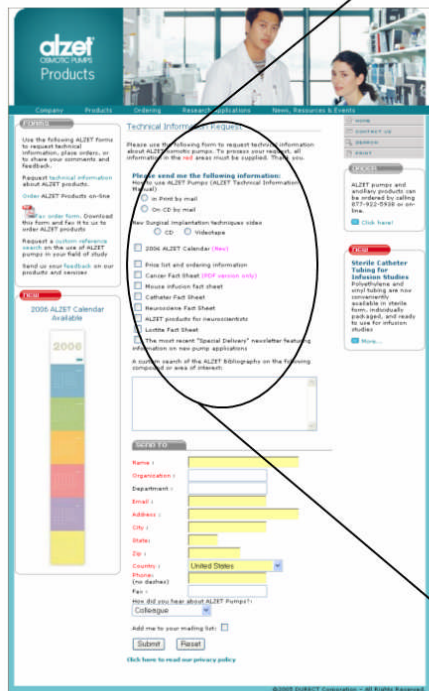 alzet
OSMOTIC PUMPS
Products
Company
Products
Ordering
Research Applications
News, Resources & Events
FORMS
Use the following ALZET forms
to request technical
information, place orders, or
to share your comments and
feedback.
Request technical information
about ALZET products.
Order ALZET Products on-line
Fax order form. Download
this form and fax it to us to
order ALZET products
Request a custom reference
search on the use of ALZET
pumps in your field of study
Send us your feedback on our
products and services
new
2006 ALZET Calendar
Available
2006
Technical Information Request
Please use the following form to request technical information
about ALZET osmotic pumps. To process your request, all
information in the red areas must be supplied. Thank you.
Please send me the following information:
How to use ALZET Pumps (ALZET Technical Information
Manual)
in Print by mail
On CD by mail
New Surgical implantation techniques video
CD
Videotape
2006 ALZET Calendar (New)
Price list and ordering information
Cancer Fact Sheet (PDF version only)
Mouse infusion fact sheet
Catheter Fact Sheet
Neuroscience Fact Sheet
ALZET products for neuroscientists
Loctite Fact Sheet
The most recent "Special Delivery" newsletter featuring
information on new pump applications
A custom search of the ALZET Bibliographs on the following
compound or area of interest:
SEND TO
Name :
Organization :
Department :
Email :
Address :
City :
State:
Zip :
Country :
United States
Phone:
(no dashes)
Fax :
How did you hear about ALZET Pumps?:
Colleague
Add me to your mailing list:
Submit
Reset
Click here to read our privacy policy
HOME
CONTACT US
SEARCH
PRINT
ORDER
ALZET pumps and
ancillary products can
be ordered by calling
877-922-5938 or on-
line.
Click here!
new
Sterile Catheter
Tubing for
Infusion Studies
Polyethylene and
vinyl tubing are now
conveniently
available in sterile
form, individually
packaged, and ready
to use for infusion
studies
More...
©2005 DURECT Corporation - All Rights Reserved